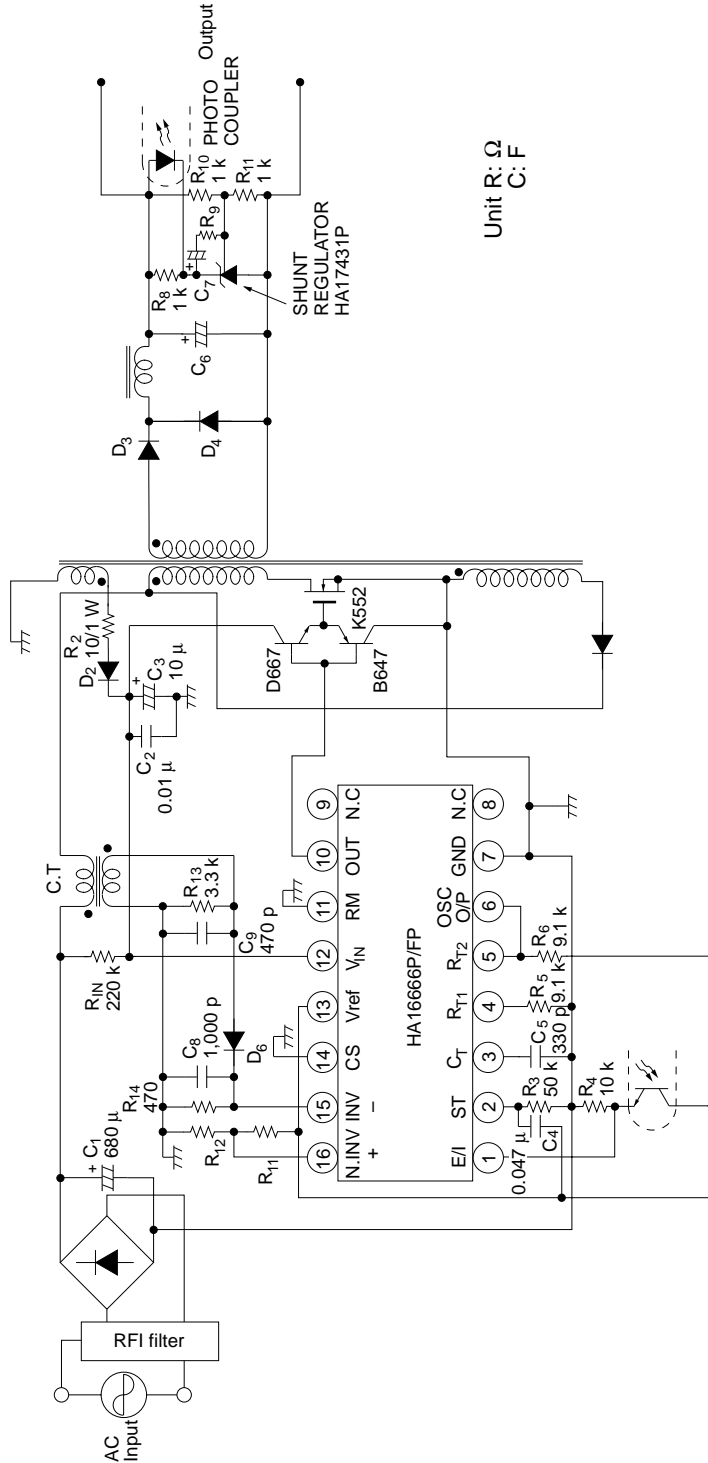 AC
Input
RFI filter
C1
680 µ
+
RIN
220 k
C.T
R2
10/1 W
D2
C3
10 µ
+
C2
0.01 µ
R14
470
R12
R11
C8
1,000 p
D6
R13
3.3 k
C9
470 p
D667
B647
K552
D3
D4
C6
+
R8
1 k
C7
+
R9
R10
1 k
R11
1 k
PHOTO
COUPLER
Output
SHUNT
REGULATOR
HA17431P
16
15
14
13
12
11
10
9
N.INV
+
INV
−
CS
Vref
VIN
RM
OUT
N.C
HA16666P/FP
E/I
ST
CT
RT1
RT2
OSC
O/P
GND
N.C
1
2
3
4
5
6
7
8
0.047 µ
C4
R3
50 k
R4
10 k
C5
330 p
R5
9.1 k
R6
9.1 k
Unit R: Ω
C: F